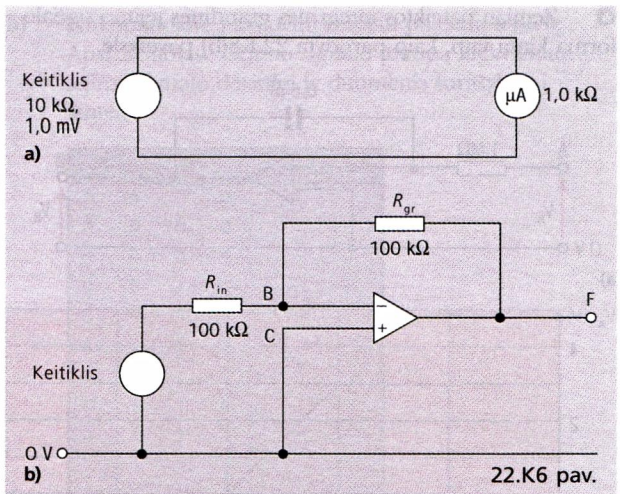 Keitiklis
10 kΩ,
1,0 mV
µA 1,0 kΩ
a)
R_gr
100 kΩ
R_in
B
100 kΩ
C
−
+
F
Keitiklis
0 V
b)
22.K6 pav.